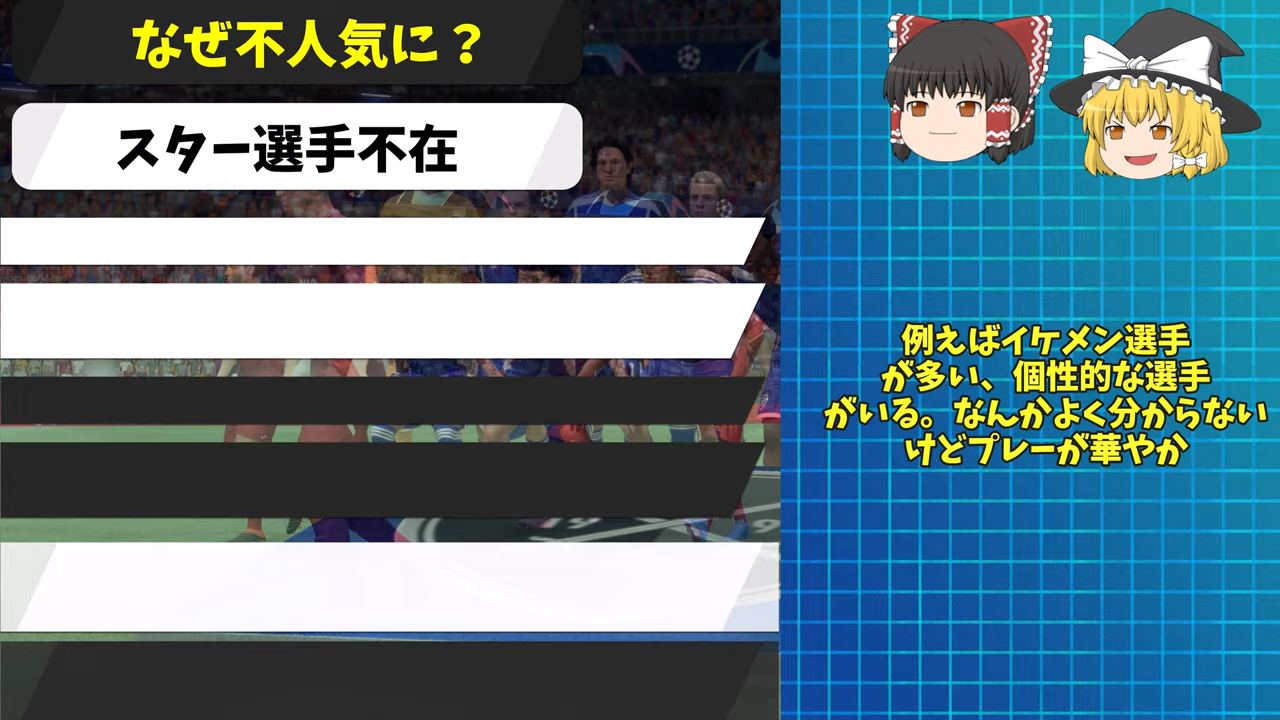 なぜ不人気に？
スター選手不在
例えばイケメン選手
が多い、個性的な選手
がいる。なんかよく分からない
けどプレーが華やか